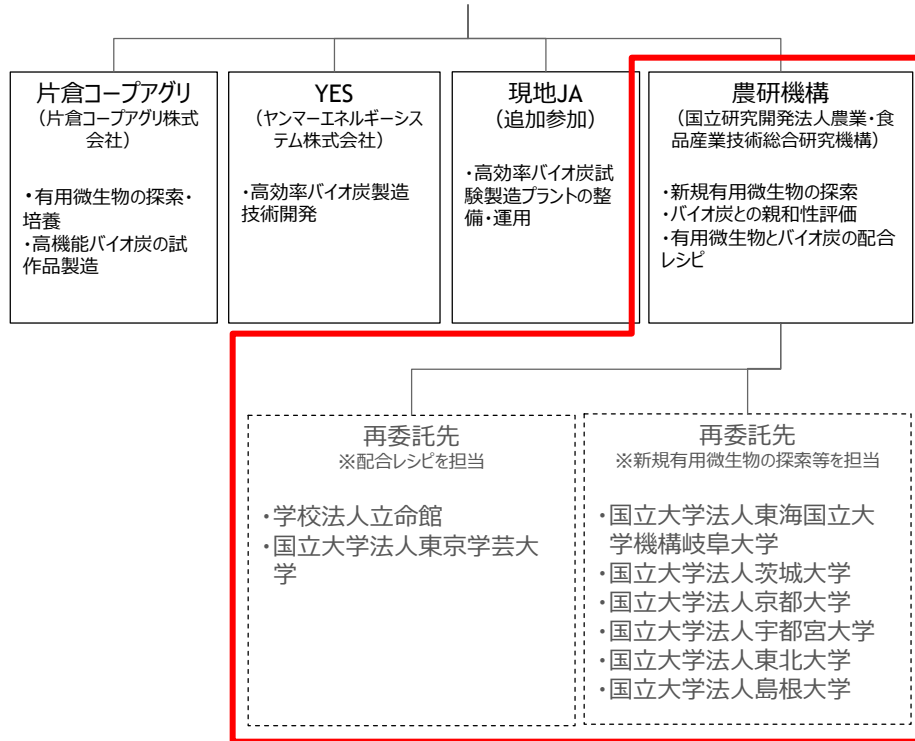 片倉コープアグリ
（片倉コープアグリ株式
会社）
・有用微生物の探索・
培養
・高機能バイオ炭の試
作品製造
YES
（ヤンマーエネルギーシス
テム株式会社）
・高効率バイオ炭製造
技術開発
現地JA
（追加参加）
・高効率バイオ炭試
験製造プラントの整
備・運用
農研機構
（国立研究開発法人農業・食
品産業技術総合研究機構）
・新規有用微生物の探索
・バイオ炭との親和性評価
・有用微生物とバイオ炭の配合
レシピ
再委託先
※配合レシピを担当
・学校法人立命館
・国立大学法人東京学芸大
学
再委託先
※新規有用微生物の探索等を担当
・国立大学法人東海国立大
学機構岐阜大学
・国立大学法人茨城大学
・国立大学法人京都大学
・国立大学法人宇都宮大学
・国立大学法人東北大学
・国立大学法人島根大学